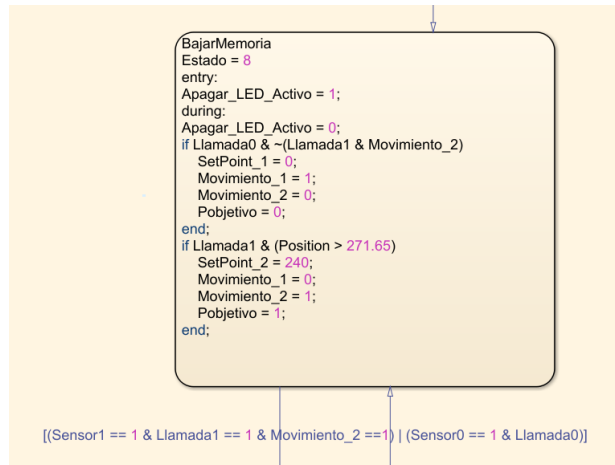 BajarMemoria
Estado = 8
entry:
Apagar_LED_Activo = 1;
during:
Apagar_LED_Activo = 0;
if Llamada0 & ~(Llamada1 & Movimiento_2)
SetPoint_1 = 0;
Movimiento_1 = 1;
Movimiento_2 = 0;
Pobjetivo = 0;
end;
if Llamada1 & (Position > 271.65)
SetPoint_2 = 240;
Movimiento_1 = 0;
Movimiento_2 = 1;
Pobjetivo = 1;
end;
[(Sensor1 == 1 & Llamada1 == 1 & Movimiento_2 ==1) | (Sensor0 == 1 & Llamada0)]